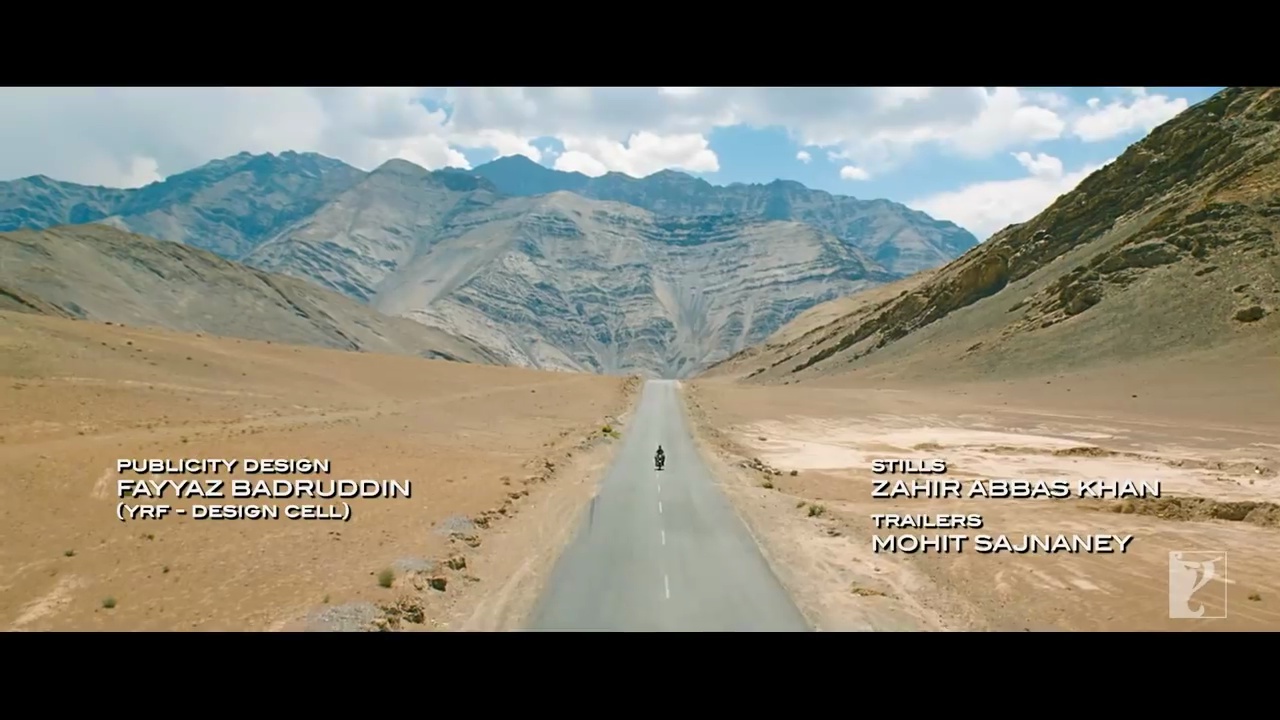 PUBLICITY DESIGN
FAYYAZ BADRUDDIN
(YRF - DESIGN CELL)
STILLS
ZAHIR ABBAS KHAN
TRAILERS
MOHIT SAJNANEY